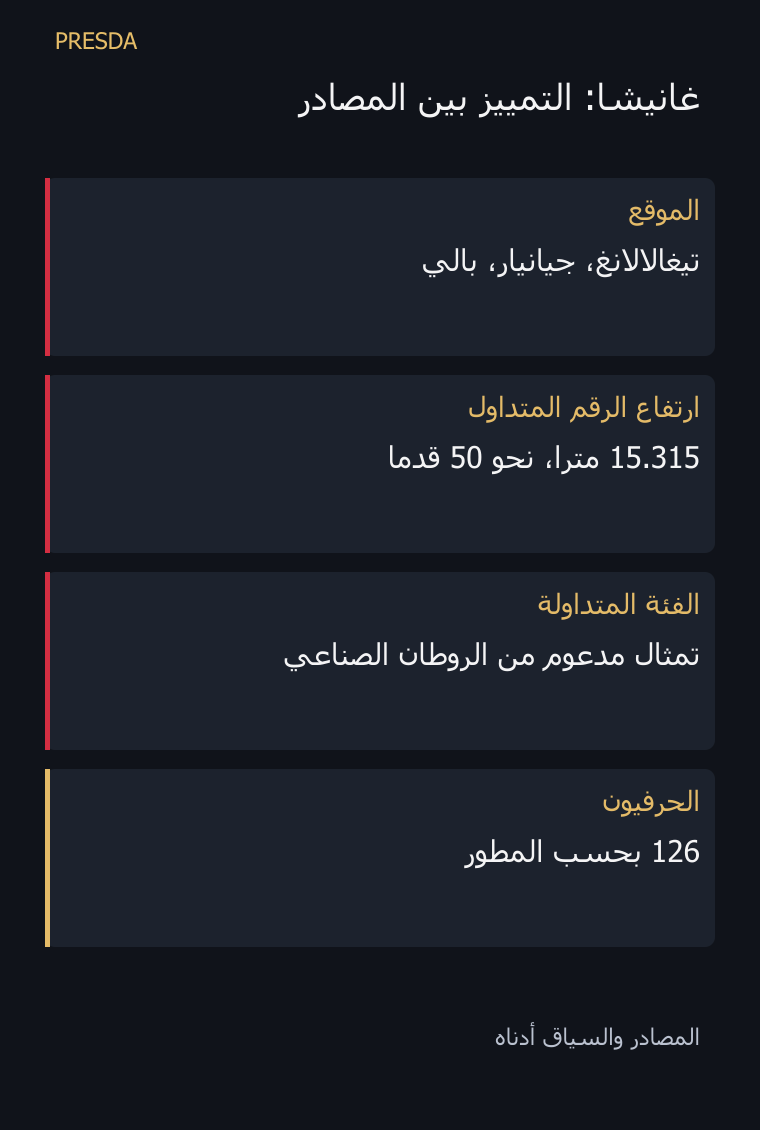 PRESDA
غانيشا: التمييز بين المصادر
الموقع
تيغالالانغ، جيانيار، بالي
ارتفاع الرقم المتداول
15.315 مترا، نحو 50 قدما
الفئة المتداولة
تمثال مدعوم من الروطان الصناعي
الحرفيون
126 بحسب المطور
المصادر والسياق أدناه